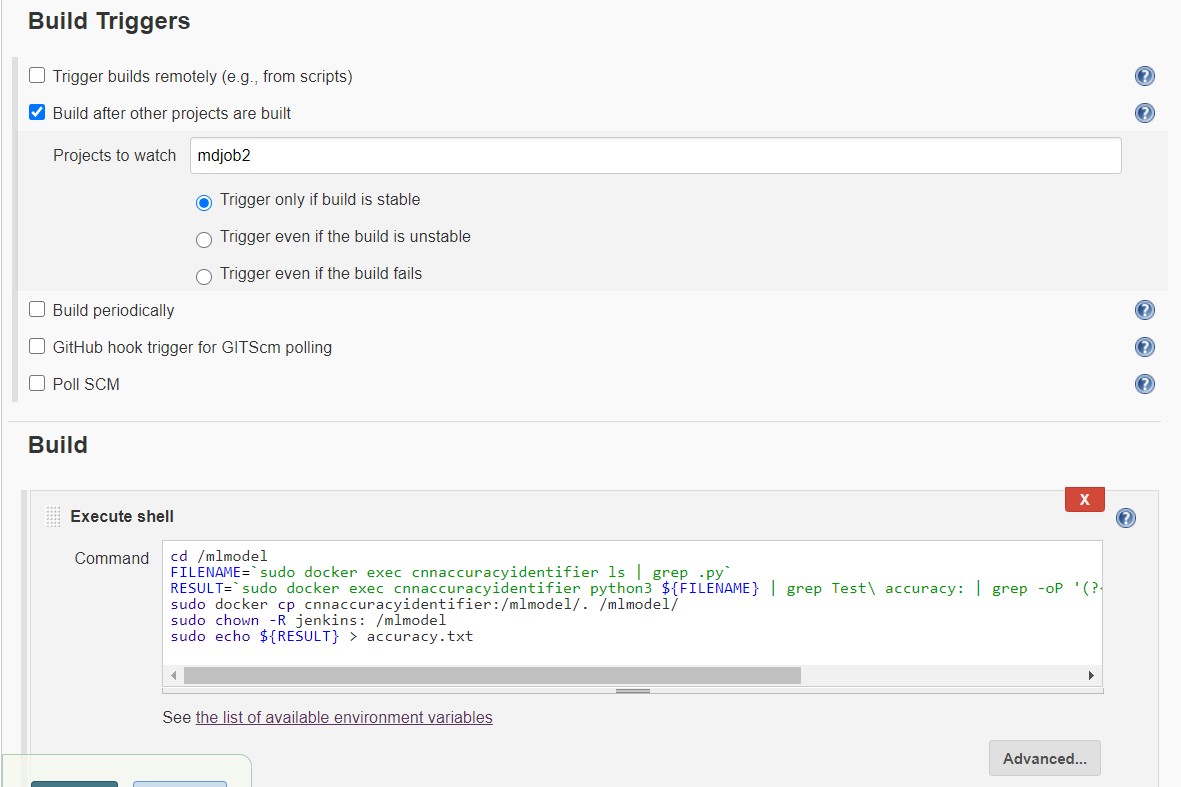 Build Triggers
Trigger builds remotely (e.g., from scripts)
Build after other projects are built
Projects to watch mdjob2
Trigger only if build is stable
Trigger even if the build is unstable
Trigger even if the build fails
Build periodically
GitHub hook trigger for GITScm polling
Poll SCM
Build
X
Execute shell
Command
cd /mlmodel
FILENAME=`sudo docker exec cnnaccuracyidentifier ls | grep .py`
RESULT=`sudo docker exec cnnaccuracyidentifier python3 ${FILENAME} | grep Test\ accuracy: | grep -oP '(?<
sudo docker cp cnnaccuracyidentifier:/mlmodel/. /mlmodel/
sudo chown -R jenkins: /mlmodel
sudo echo ${RESULT} > accuracy.txt
See the list of available environment variables
Advanced...